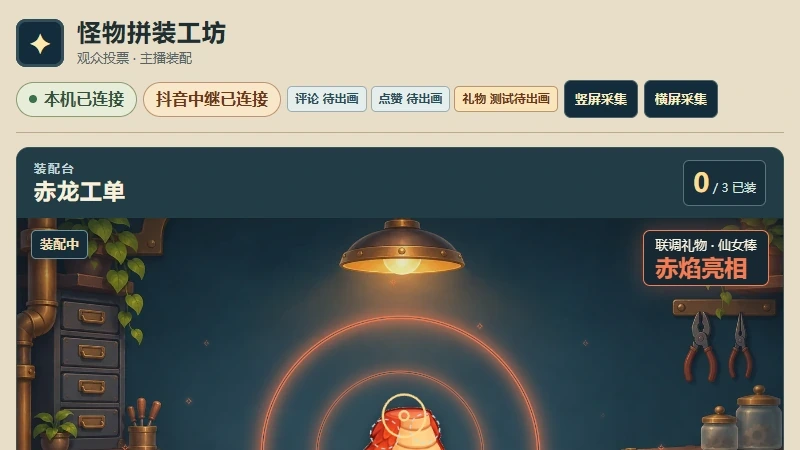 怪物拼装工坊
观众投票 · 主播装配
本机已连接
抖音中继已连接
评论 待出画
点赞 待出画
礼物 测试待出画
竖屏采集
横屏采集
装配台
赤龙工单
0 / 3 已装
装配中
联调礼物 · 仙女棒
赤焰亮相